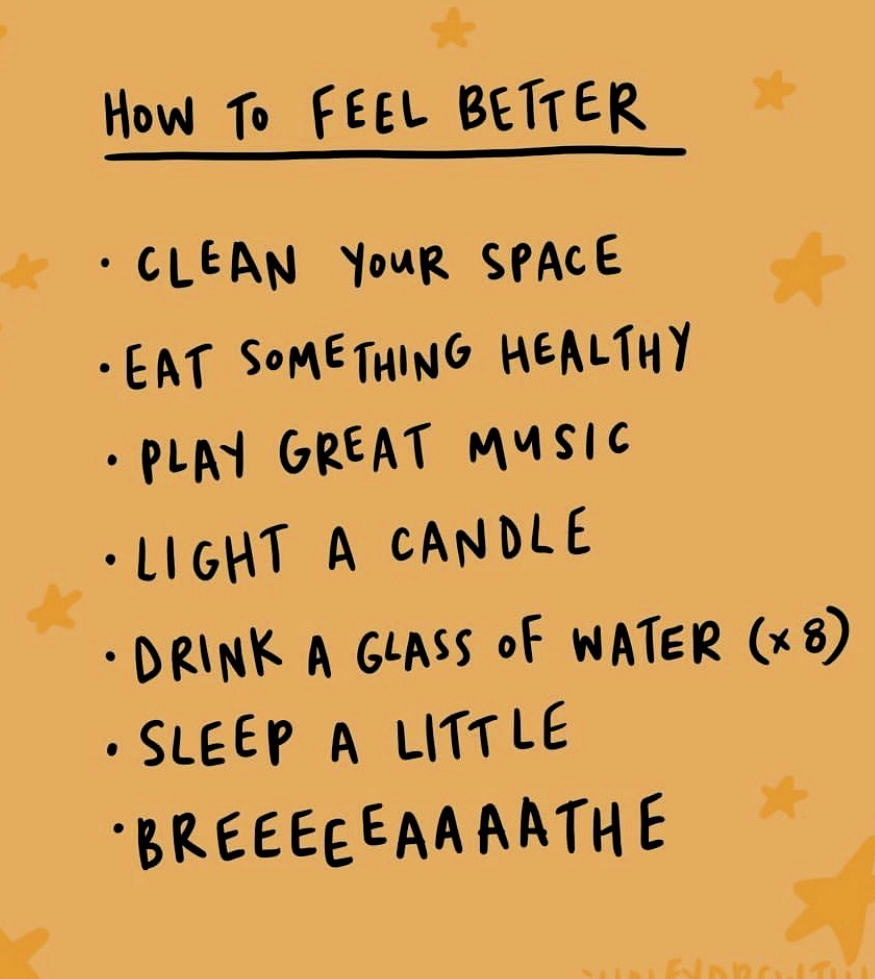 HOW TO FEEL BETTER
· CLEAN YOUR SPACE
· EAT SOMETHING HEALTHY
· PLAY GREAT MUSIC
· LIGHT A CANDLE
· DRINK A GLASS OF WATER (x 8)
· SLEEP A LITTLE
· BREEEEEAAAATHE